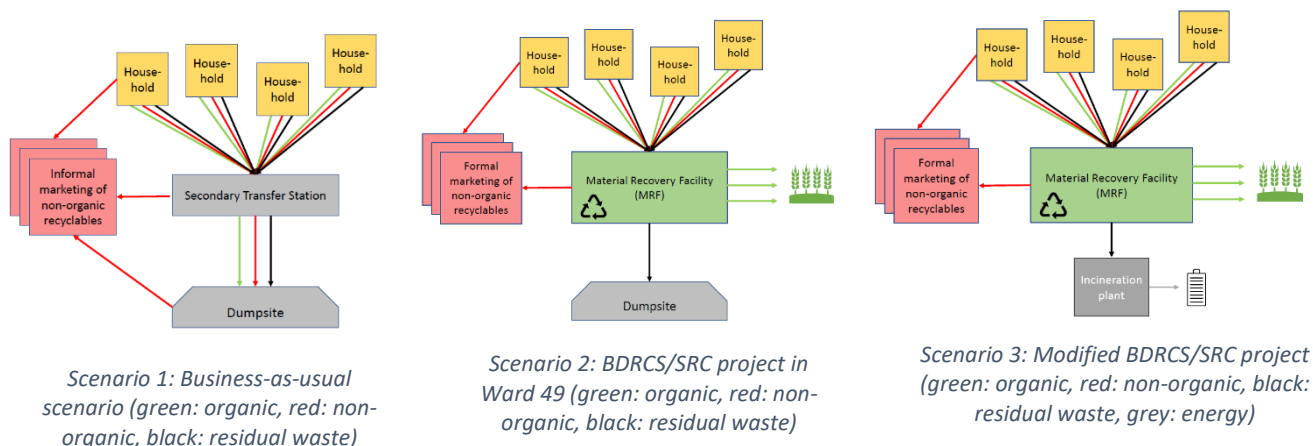 House-
hold
House-
hold
House-
hold
House-
hold
Informal
marketing of
non-organic
recyclables
Secondary Transfer Station
Dumpsite
Scenario 1: Business-as-usual
scenario (green: organic, red: non-
organic, black: residual waste)
House-
hold
House-
hold
House-
hold
House-
hold
Formal
marketing of
non-organic
recyclables
Material Recovery Facility
(MRF)
Dumpsite
Scenario 2: BDRCS/SRC project in
Ward 49 (green: organic, red: non-
organic, black: residual waste)
House-
hold
House-
hold
House-
hold
House-
hold
Formal
marketing of
non-organic
recyclables
Material Recovery Facility
(MRF)
Incineration
plant
Scenario 3: Modified BDRCS/SRC project
(green: organic, red: non-organic, black:
residual waste, grey: energy)